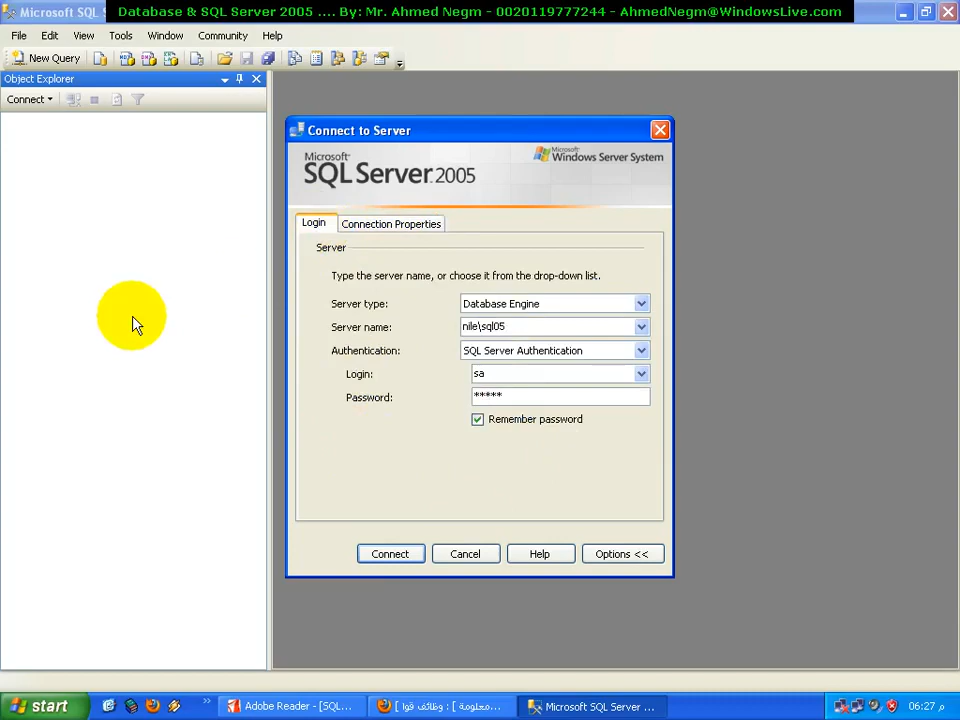 Microsoft SQL S
Database & SQL Server 2005 .... By: Mr. Ahmed Negm - 0020119777244 - AhmedNegm@WindowsLive.com
File Edit View Tools Window Community Help
New Query
Object Explorer
Connect
Connect to Server
Microsoft
SQL Server 2005
Microsoft
Windows Server System
Login Connection Properties
Server
Type the server name, or choose it from the drop-down list.
Server type: Database Engine
Server name: nile\sql05
Authentication: SQL Server Authentication
Login: sa
Password: *****
Remember password
Connect Cancel Help Options <<
start
Adobe Reader - [SQL...
معلومة ] : وظائف قوا ]...
Microsoft SQL Server ...
06:27 م